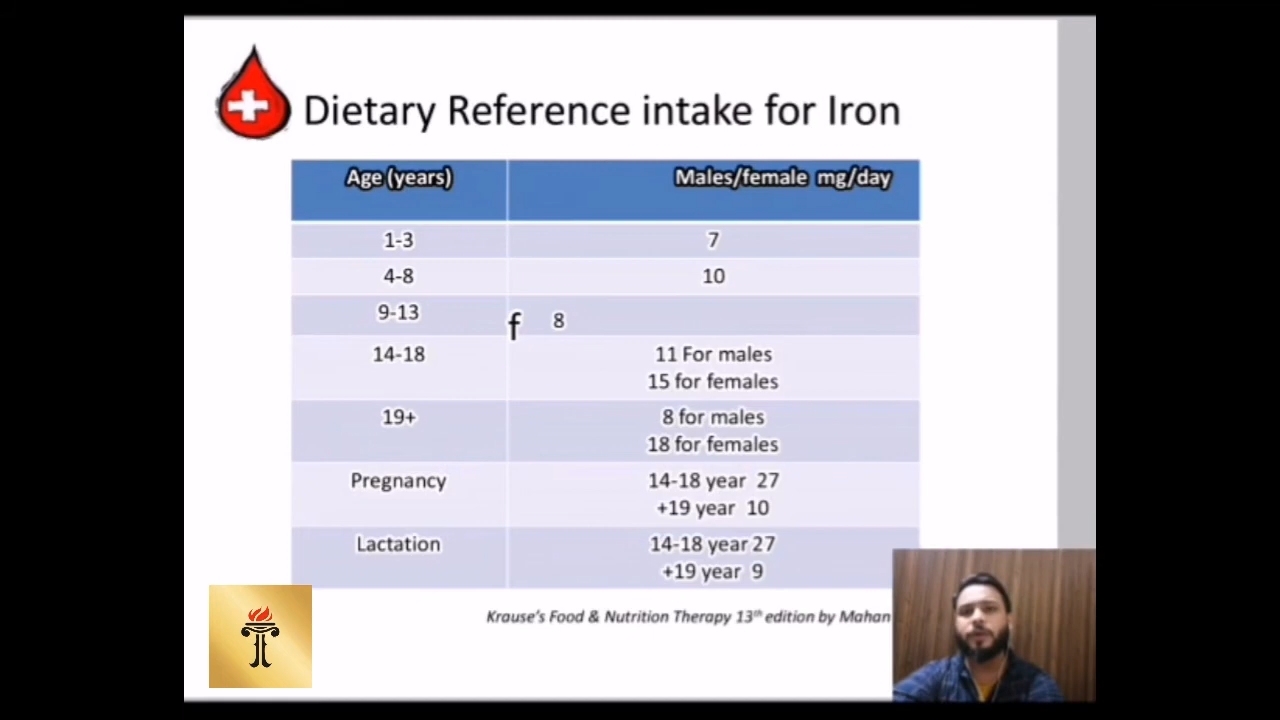 Dietary Reference intake for Iron
Age (years) Males/female mg/day
1-3 7
4-8 10
9-13 f 8
14-18 11 For males
15 for females
19+ 8 for males
18 for females
Pregnancy 14-18 year 27
+19 year 10
Lactation 14-18 year 27
+19 year 9
Krause's Food & Nutrition Therapy 13th edition by Mahan